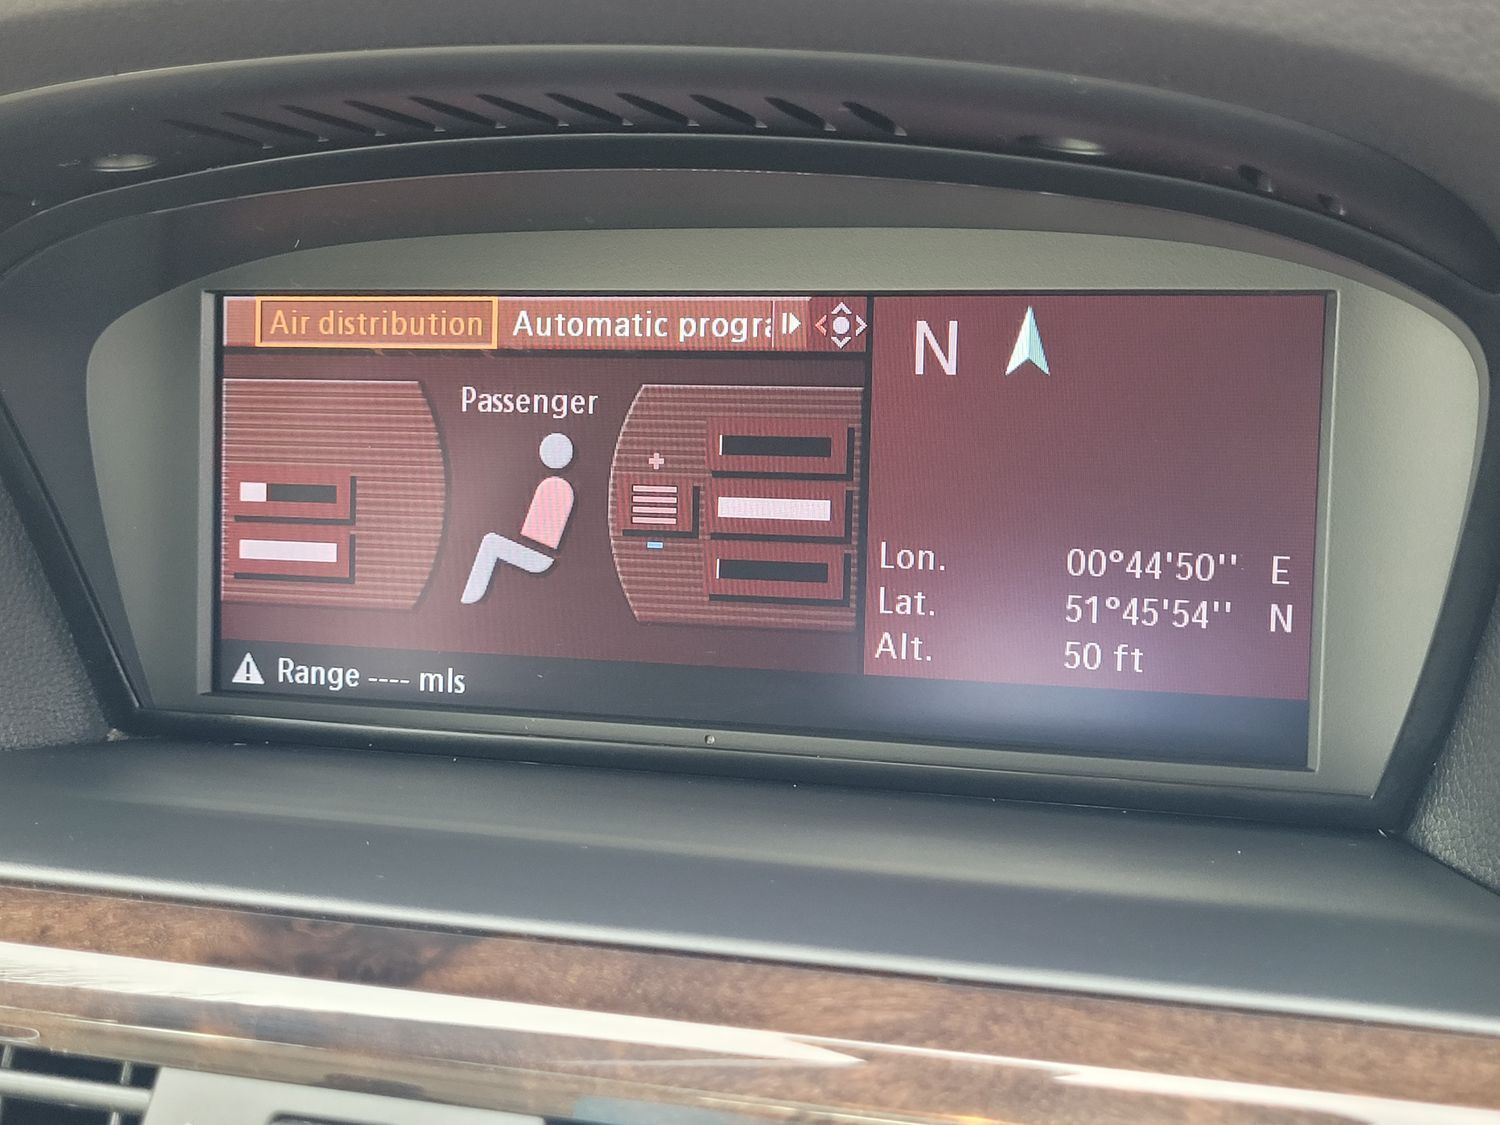 Air distribution Automatic progra
N
Passenger
+
Lon. 00°44'50'' E
Lat. 51°45'54'' N
Alt. 50 ft
Range ---- mls